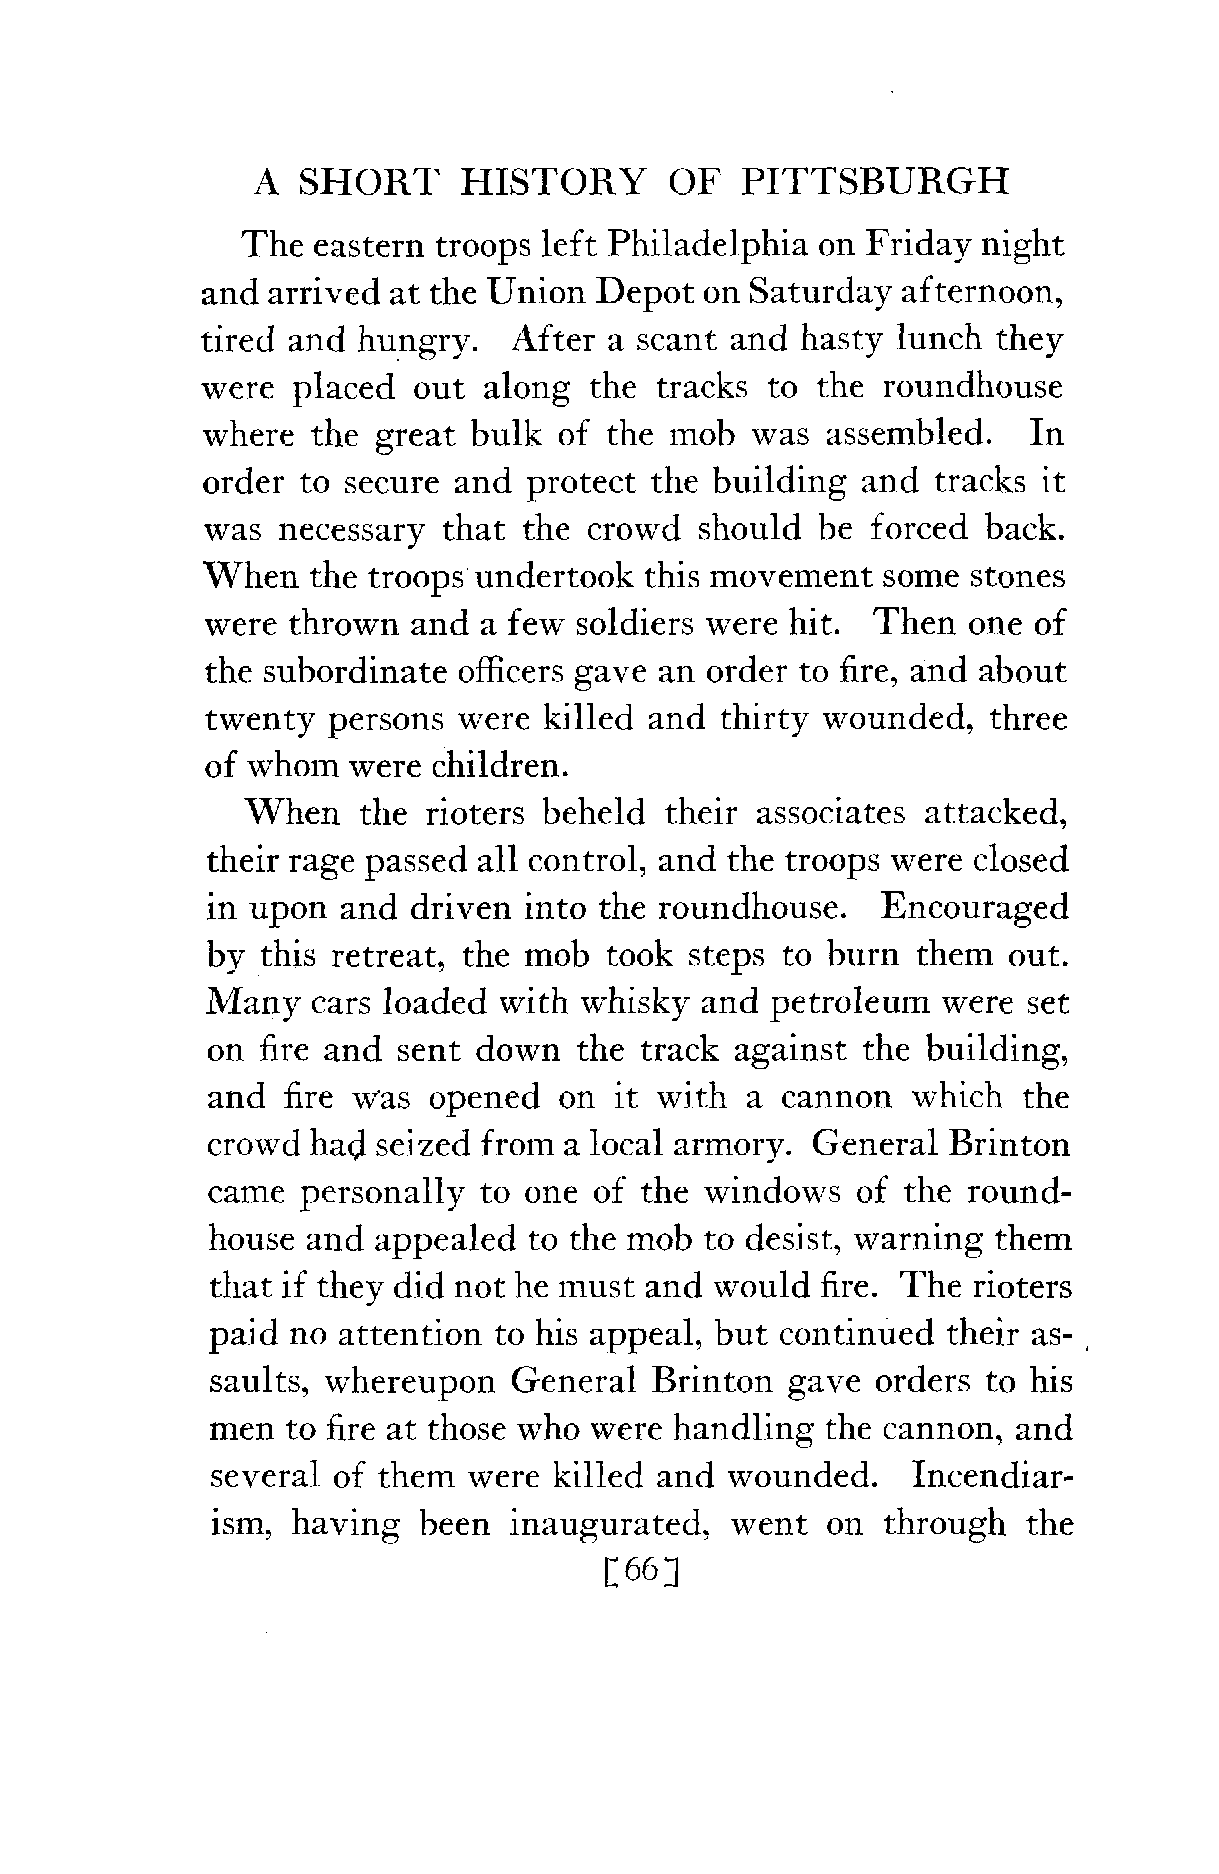 A SHORT HISTORY OF PITTSBURGH
The eastern troops left Philadelphia on Friday night
and arrived at the Union Depot on Saturday afternoon,
tired and hungry. After a scant and hasty lunch they
were placed out along the tracks to the roundhouse
where the great bulk of the mob was assembled. In
order to secure and protect the building and tracks it
was necessary that the crowd should be forced back.
When the troops undertook this movement some stones
were thrown and a few soldiers were hit. Then one of
the subordinate officers gave an order to fire, and about
twenty persons were killed and thirty wounded, three
of whom were children.
When the rioters beheld their associates attacked,
their rage passed all control, and the troops were closed
in upon and driven into the roundhouse. Encouraged
by this retreat, the mob took steps to burn them out.
Many cars loaded with whisky and petroleum were set
on fire and sent down the track against the building,
and fire was opened on it with a cannon which the
crowd had seized from a local armory. General Brinton
came personally to one of the windows of the round-
house and appealed to the mob to desist, warning them
that if they did not he must and would fire. The rioters
paid no attention to his appeal, but continued their as-
saults, whereupon General Brinton gave orders to his
men to fire at those who were handling the cannon, and
several of them were killed and wounded. Incendiar-
ism, having been inaugurated, went on through the
[66]